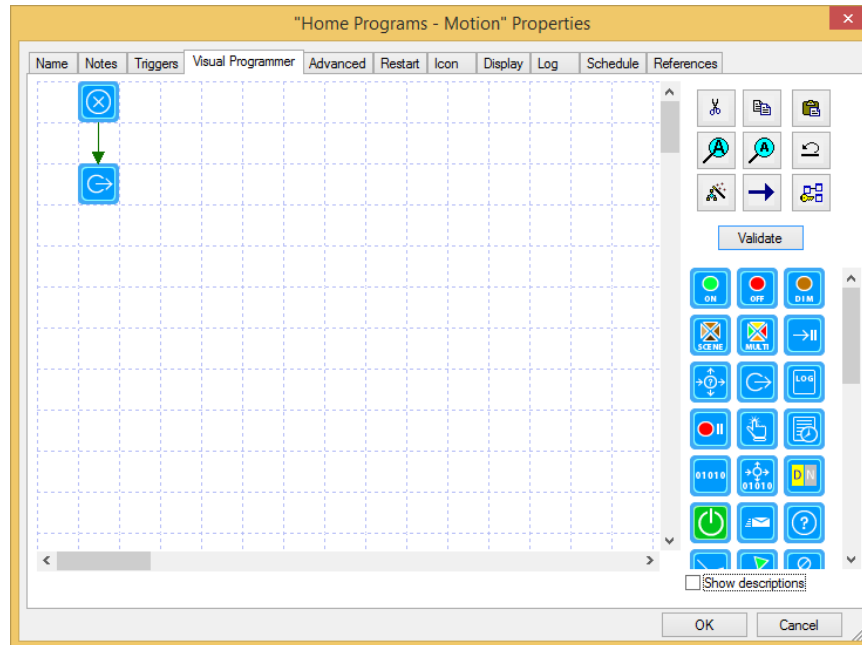 "Home Programs - Motion" Properties
Name Notes Triggers Visual Programmer Advanced Restart Icon Display Log Schedule References
A A
Validate
ON OFF DIM
SCENE MULTI
? LOG
01010 01010 D N
?
Show descriptions
OK Cancel